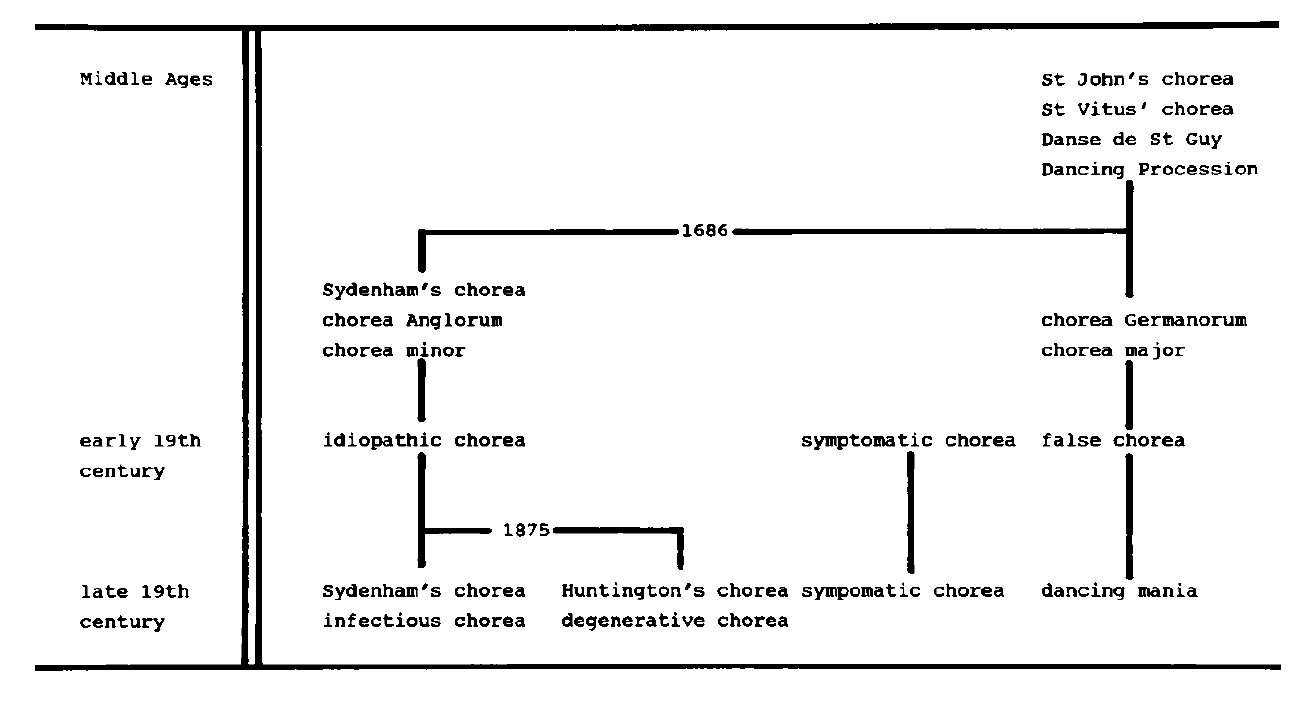 Middle Ages St John's chorea
St Vitus' chorea
Danse de St Guy
Dancing Procession
1686
Sydenham's chorea
chorea Anglorum chorea Germanorum
chorea minor chorea major
early 19th idiopathic chorea symptomatic chorea false chorea
century
1875
late 19th Sydenham's chorea Huntington's chorea sympomatic chorea dancing mania
century infectious chorea degenerative chorea